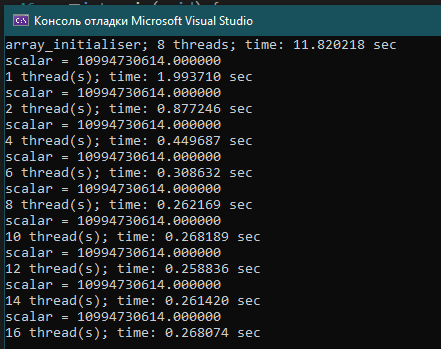 Консоль отладки Microsoft Visual Studio
array_initialiser; 8 threads; time: 11.820218 sec
scalar = 10994730614.000000
1 thread(s); time: 1.993710 sec
scalar = 10994730614.000000
2 thread(s); time: 0.877246 sec
scalar = 10994730614.000000
4 thread(s); time: 0.449687 sec
scalar = 10994730614.000000
6 thread(s); time: 0.308632 sec
scalar = 10994730614.000000
8 thread(s); time: 0.262169 sec
scalar = 10994730614.000000
10 thread(s); time: 0.268189 sec
scalar = 10994730614.000000
12 thread(s); time: 0.258836 sec
scalar = 10994730614.000000
14 thread(s); time: 0.261420 sec
scalar = 10994730614.000000
16 thread(s); time: 0.268074 sec